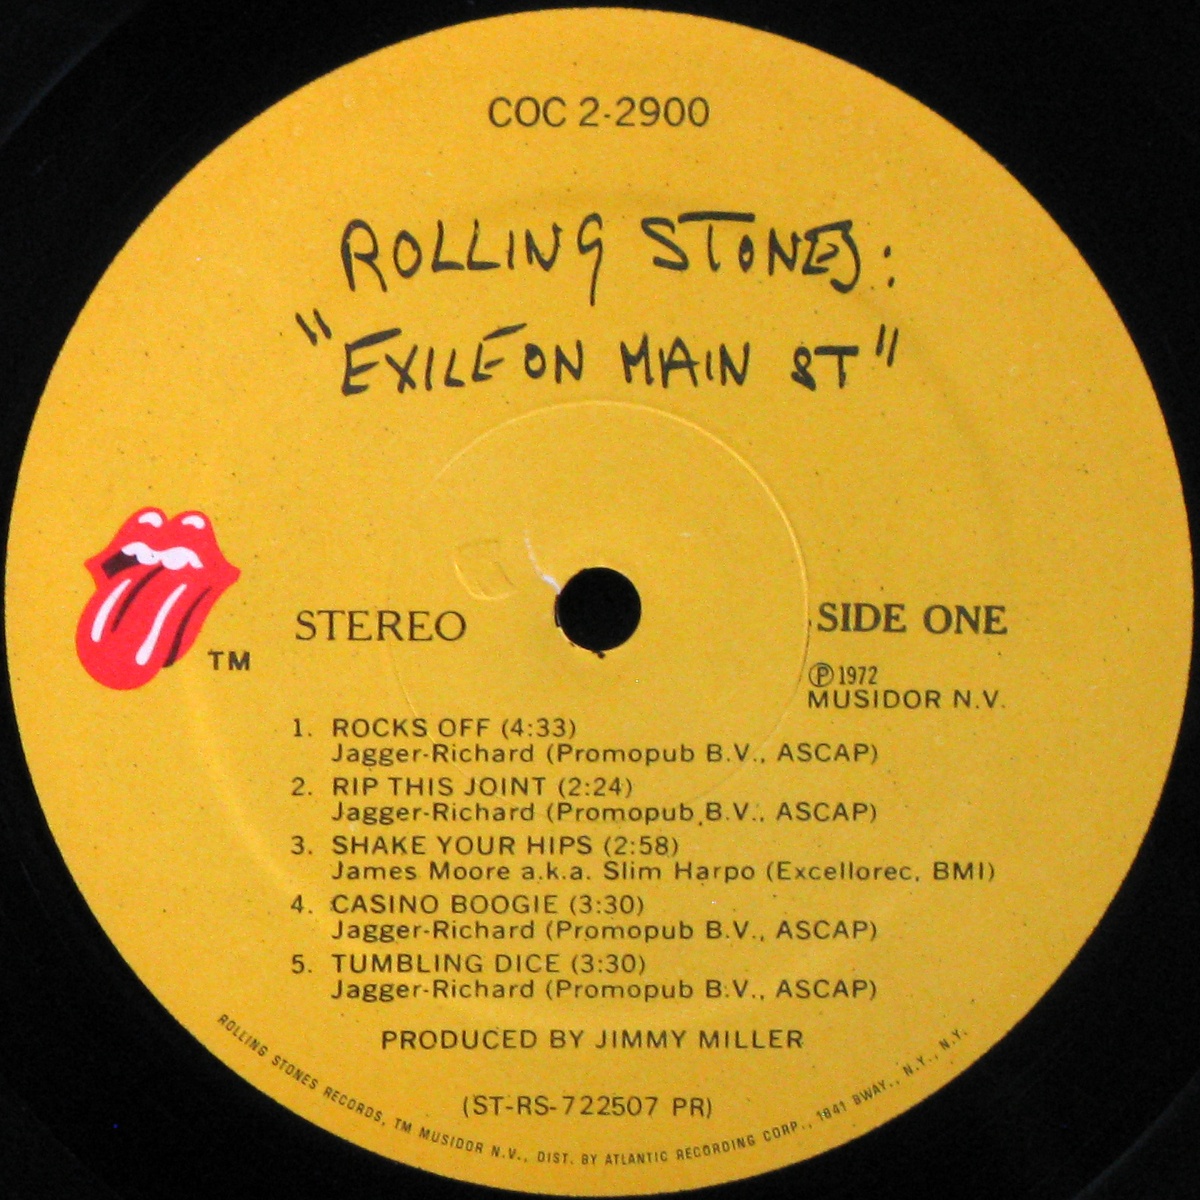 COC 2-2900
ROLLING STONES:
"EXILE ON MAIN ST"
STEREO
SIDE ONE
TM
℗ 1972
MUSIDOR N.V.
1. ROCKS OFF (4:33)
Jagger-Richard (Promopub B.V., ASCAP)
2. RIP THIS JOINT (2:24)
Jagger-Richard (Promopub B.V., ASCAP)
3. SHAKE YOUR HIPS (2:58)
James Moore a.k.a. Slim Harpo (Excellorec, BMI)
4. CASINO BOOGIE (3:30)
Jagger-Richard (Promopub B.V., ASCAP)
5. TUMBLING DICE (3:30)
Jagger-Richard (Promopub B.V., ASCAP)
PRODUCED BY JIMMY MILLER
(ST-RS-722507 PR)
ROLLING STONES RECORDS, TM MUSIDOR N.V., DIST. BY ATLANTIC RECORDING CORP., 1841 BWAY., N.Y., N.Y.